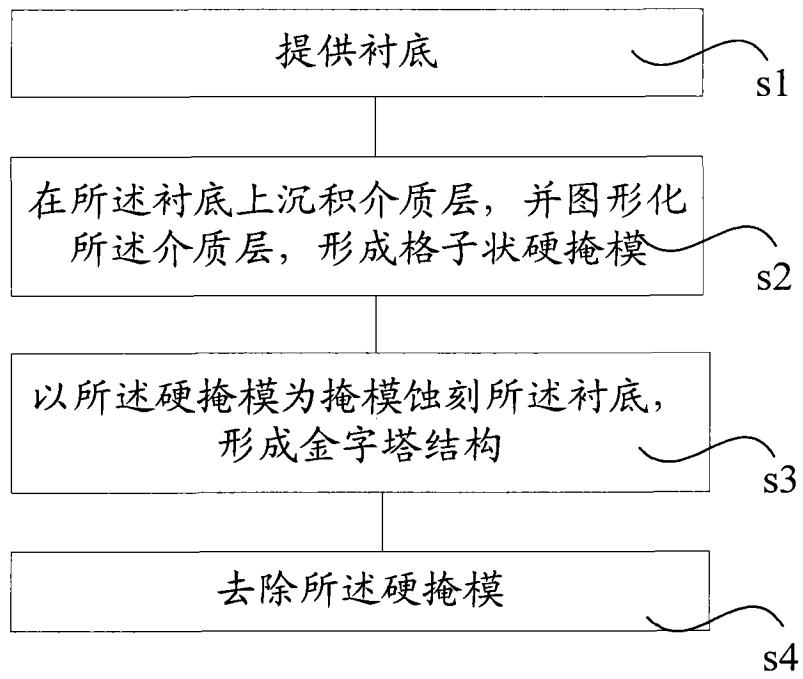 提供衬底
s1
在所述衬底上沉积介质层，并图形化
所述介质层，形成格子状硬掩模
s2
以所述硬掩模为掩模蚀刻所述衬底，
形成金字塔结构
s3
去除所述硬掩模
s4